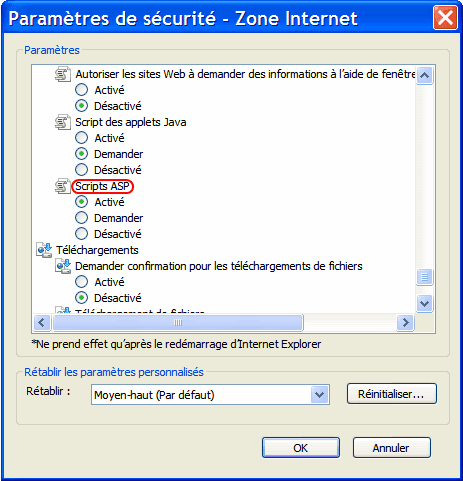 Paramètres de sécurité - Zone Internet
Paramètres
Autoriser les sites Web à demander des informations à l'aide de fenêtre
Activé
Désactivé
Script des applets Java
Activé
Demander
Désactivé
Scripts ASP
Activé
Demander
Désactivé
Téléchargements
Demander confirmation pour les téléchargements de fichiers
Activé
Désactivé
Téléchargement de fichiers
*Ne prend effet qu'après le redémarrage d'Internet Explorer
Rétablir les paramètres personnalisés
Rétablir :
Moyen-haut (Par défaut)
Réinitialiser...
OK
Annuler